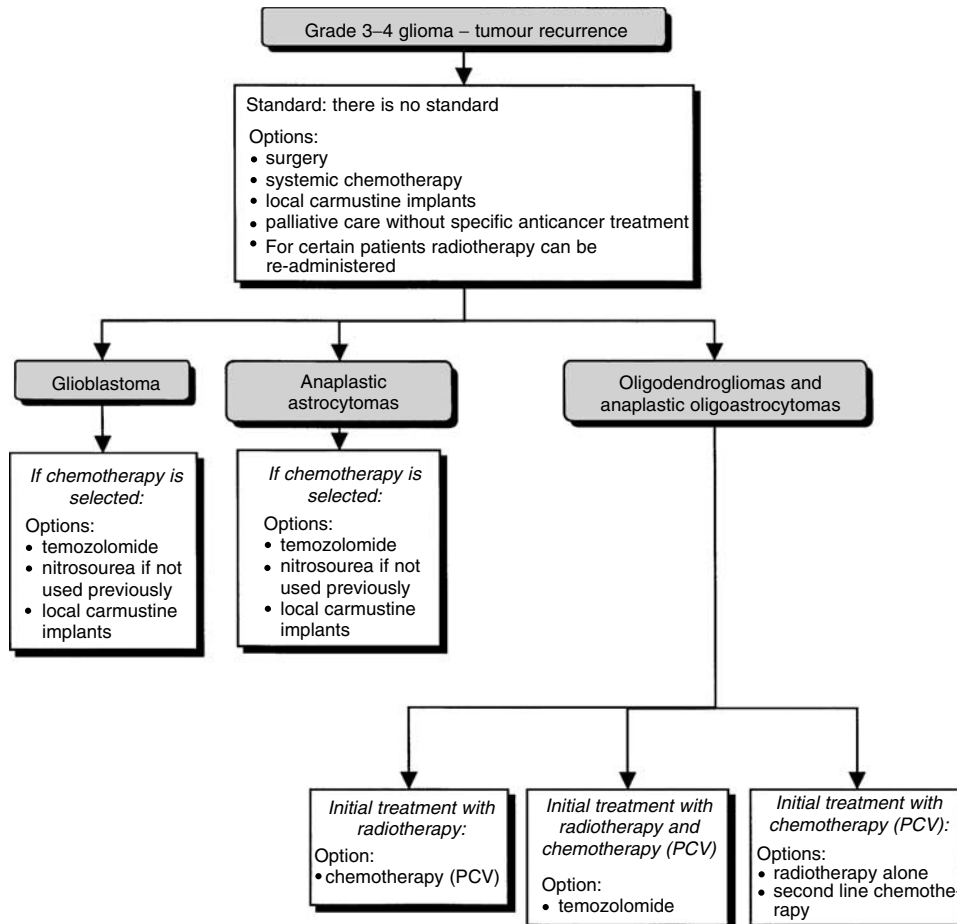 Grade 3–4 glioma – tumour recurrence
Standard: there is no standard
Options:
• surgery
• systemic chemotherapy
• local carmustine implants
• palliative care without specific anticancer treatment
• For certain patients radiotherapy can be
re-administered
Glioblastoma
Anaplastic
astrocytomas
Oligodendrogliomas and
anaplastic oligoastrocytomas
If chemotherapy is
selected:
Options:
• temozolomide
• nitrosourea if not
used previously
• local carmustine
implants
If chemotherapy is
selected:
Options:
• temozolomide
• nitrosourea if not
used previously
• local carmustine
implants
Initial treatment with
radiotherapy:
Option:
• chemotherapy (PCV)
Initial treatment with
radiotherapy and
chemotherapy (PCV)
Option:
• temozolomide
Initial treatment with
chemotherapy (PCV):
Options:
• radiotherapy alone
• second line chemothe-
rapy